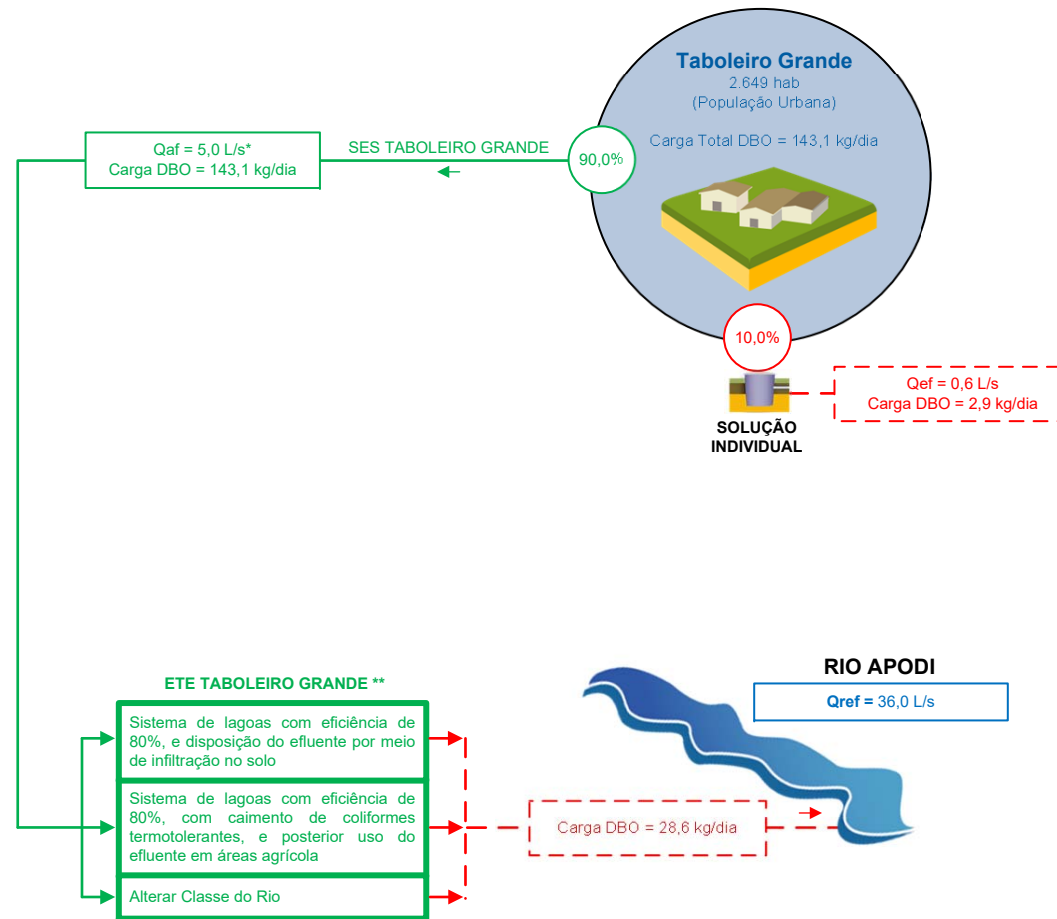 Taboleiro Grande
2.649 hab
(População Urbana)
Carga Total DBO = 143,1 kg/dia
90,0%
SES TABOLEIRO GRANDE
Qaf = 5,0 L/s*
Carga DBO = 143,1 kg/dia
10,0%
SOLUÇÃO
INDIVIDUAL
Qef = 0,6 L/s
Carga DBO = 2,9 kg/dia
RIO APODI
Qref = 36,0 L/s
ETE TABOLEIRO GRANDE **
Sistema de lagoas com eficiência de
80%, e disposição do efluente por meio
de infiltração no solo
Sistema de lagoas com eficiência de
80%, com caimento de coliformes
termotolerantes, e posterior uso do
efluente em áreas agrícola
Alterar Classe do Rio
Carga DBO = 28,6 kg/dia